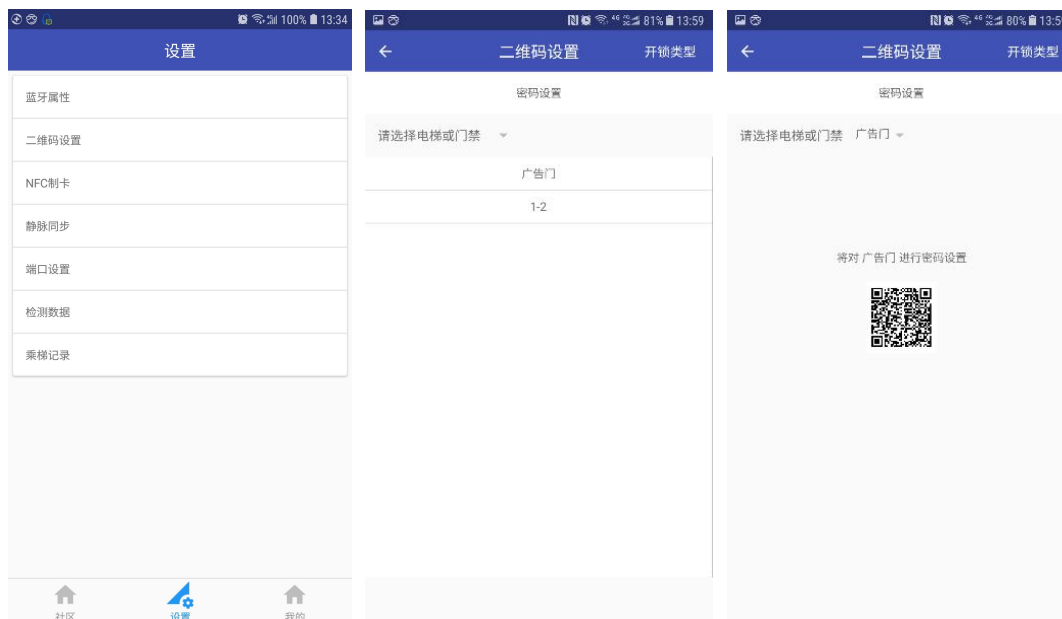 100% 13:34
设置
蓝牙属性
二维码设置
NFC制卡
静脉同步
端口设置
检测数据
乘梯记录
社区
设置
我的
4G 81% 13:59
二维码设置 开锁类型
密码设置
请选择电梯或门禁
广告门
1-2
4G 80% 13:5
二维码设置 开锁类型
密码设置
请选择电梯或门禁 广告门
将对 广告门 进行密码设置